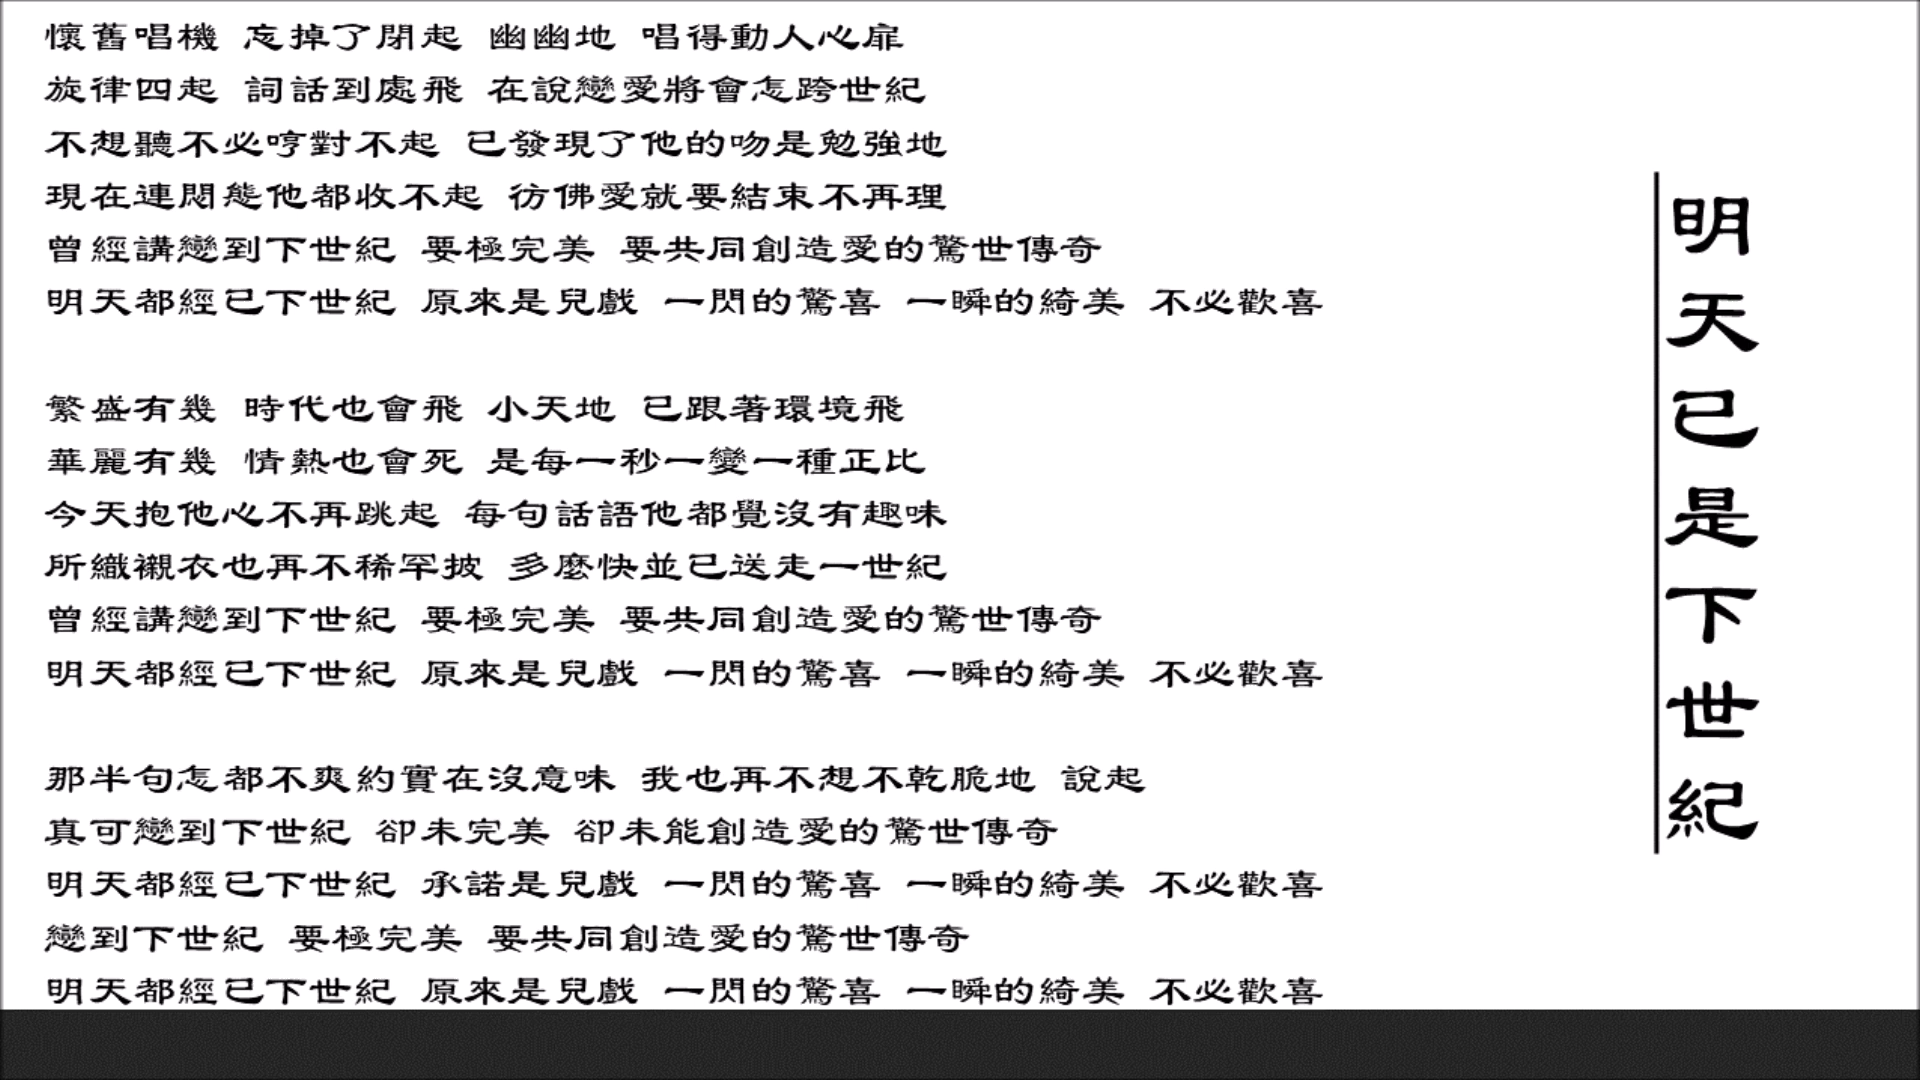 懷舊唱機 忘掉了閉起 幽幽地 唱得動人心扉
旋律四起 詞話到處飛 在說戀愛將會怎跨世紀
不想聽不必哼對不起 已發現了他的吻是勉強地
現在連悶態他都收不起 彷彿愛就要結束不再理
曾經講戀到下世紀 要極完美 要共同創造愛的驚世傳奇
明天都經已下世紀 原來是兒戲 一閃的驚喜 一瞬的綺美 不必歡喜
繁盛有幾 時代也會飛 小天地 已跟著環境飛
華麗有幾 情熱也會死 是每一秒一變一種正比
今天抱他心不再跳起 每句話語他都覺沒有趣味
所織襯衣也再不稀罕披 多麼快並已送走一世紀
曾經講戀到下世紀 要極完美 要共同創造愛的驚世傳奇
明天都經已下世紀 原來是兒戲 一閃的驚喜 一瞬的綺美 不必歡喜
那半句怎都不爽約實在沒意味 我也再不想不乾脆地 說起
真可戀到下世紀 卻未完美 卻未能創造愛的驚世傳奇
明天都經已下世紀 承諾是兒戲 一閃的驚喜 一瞬的綺美 不必歡喜
戀到下世紀 要極完美 要共同創造愛的驚世傳奇
明天都經已下世紀 原來是兒戲 一閃的驚喜 一瞬的綺美 不必歡喜
明天已是下世紀